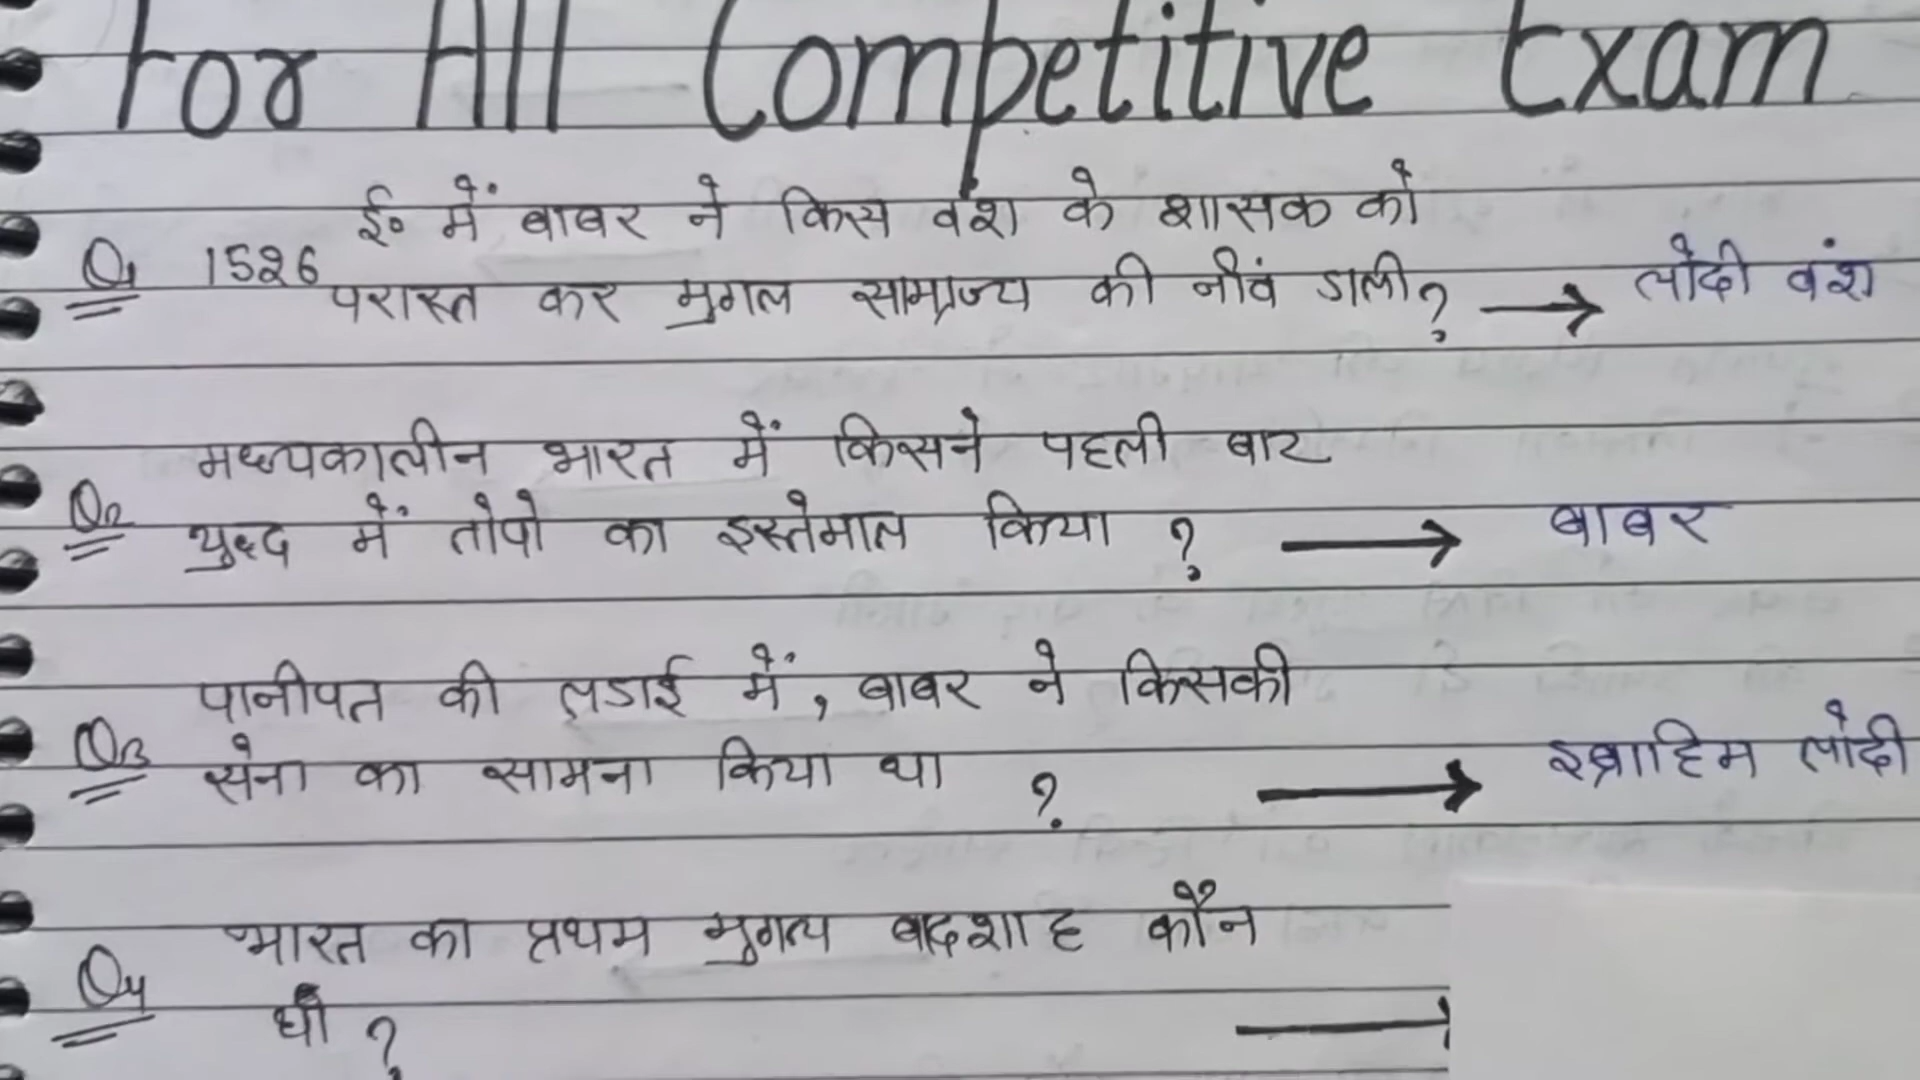 For All Competitive Exam
ई० में बाबर ने किस वंश के शासक को
Q1 1526 परास्त कर मुगल साम्राज्य की नीवं डाली? → लोदी वंश
मध्यकालीन भारत में किसने पहली बार
Q2 युद्ध में तोपो का इस्तेमाल किया ? → बाबर
पानीपत की लडाई में, बाबर ने किसकी
Q3 सेना का सामना किया था ? → इब्राहिम लोदी
भारत का प्रथम मुगल बादशाह कौन
Q4 थी ?